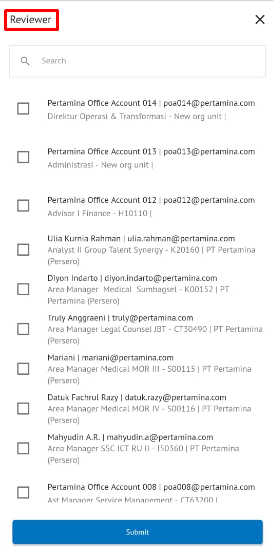 Reviewer
Search
Pertamina Office Account 014 | poa014@pertamina.com
Direktur Operasi & Transformasi - New org unit |
Pertamina Office Account 013 | poa013@pertamina.com
Administrasi - New org unit |
Pertamina Office Account 012 | poa012@pertamina.com
Advisor I Finance - H10110 |
Ulia Kurnia Rahman | ulia.rahman@pertamina.com
Analyst II Group Talent Synergy - K20160 | PT Pertamina
(Persero)
Diyon Indarto | diyon.indarto@pertamina.com
Area Manager Medical Sumbagsel - K00152 | PT
Pertamina (Persero)
Truly Anggraeni | truly@pertamina.com
Area Manager Legal Counsel JBT - CT30490 | PT Pertamina
(Persero)
Mariani | mariani@pertamina.com
Area Manager Medical MOR III - S00115 | PT Pertamina
(Persero)
Datuk Fachrul Razy | datuk.razy@pertamina.com
Area Manager Medical MOR IV - S00116 | PT Pertamina
(Persero)
Mahyudin A.R. | mahyudin.a@pertamina.com
Area Manager SSC ICT RU II - I50360 | PT Pertamina
(Persero)
Pertamina Office Account 008 | poa008@pertamina.com
Ast Manager Service Management - CT63200 |
Submit